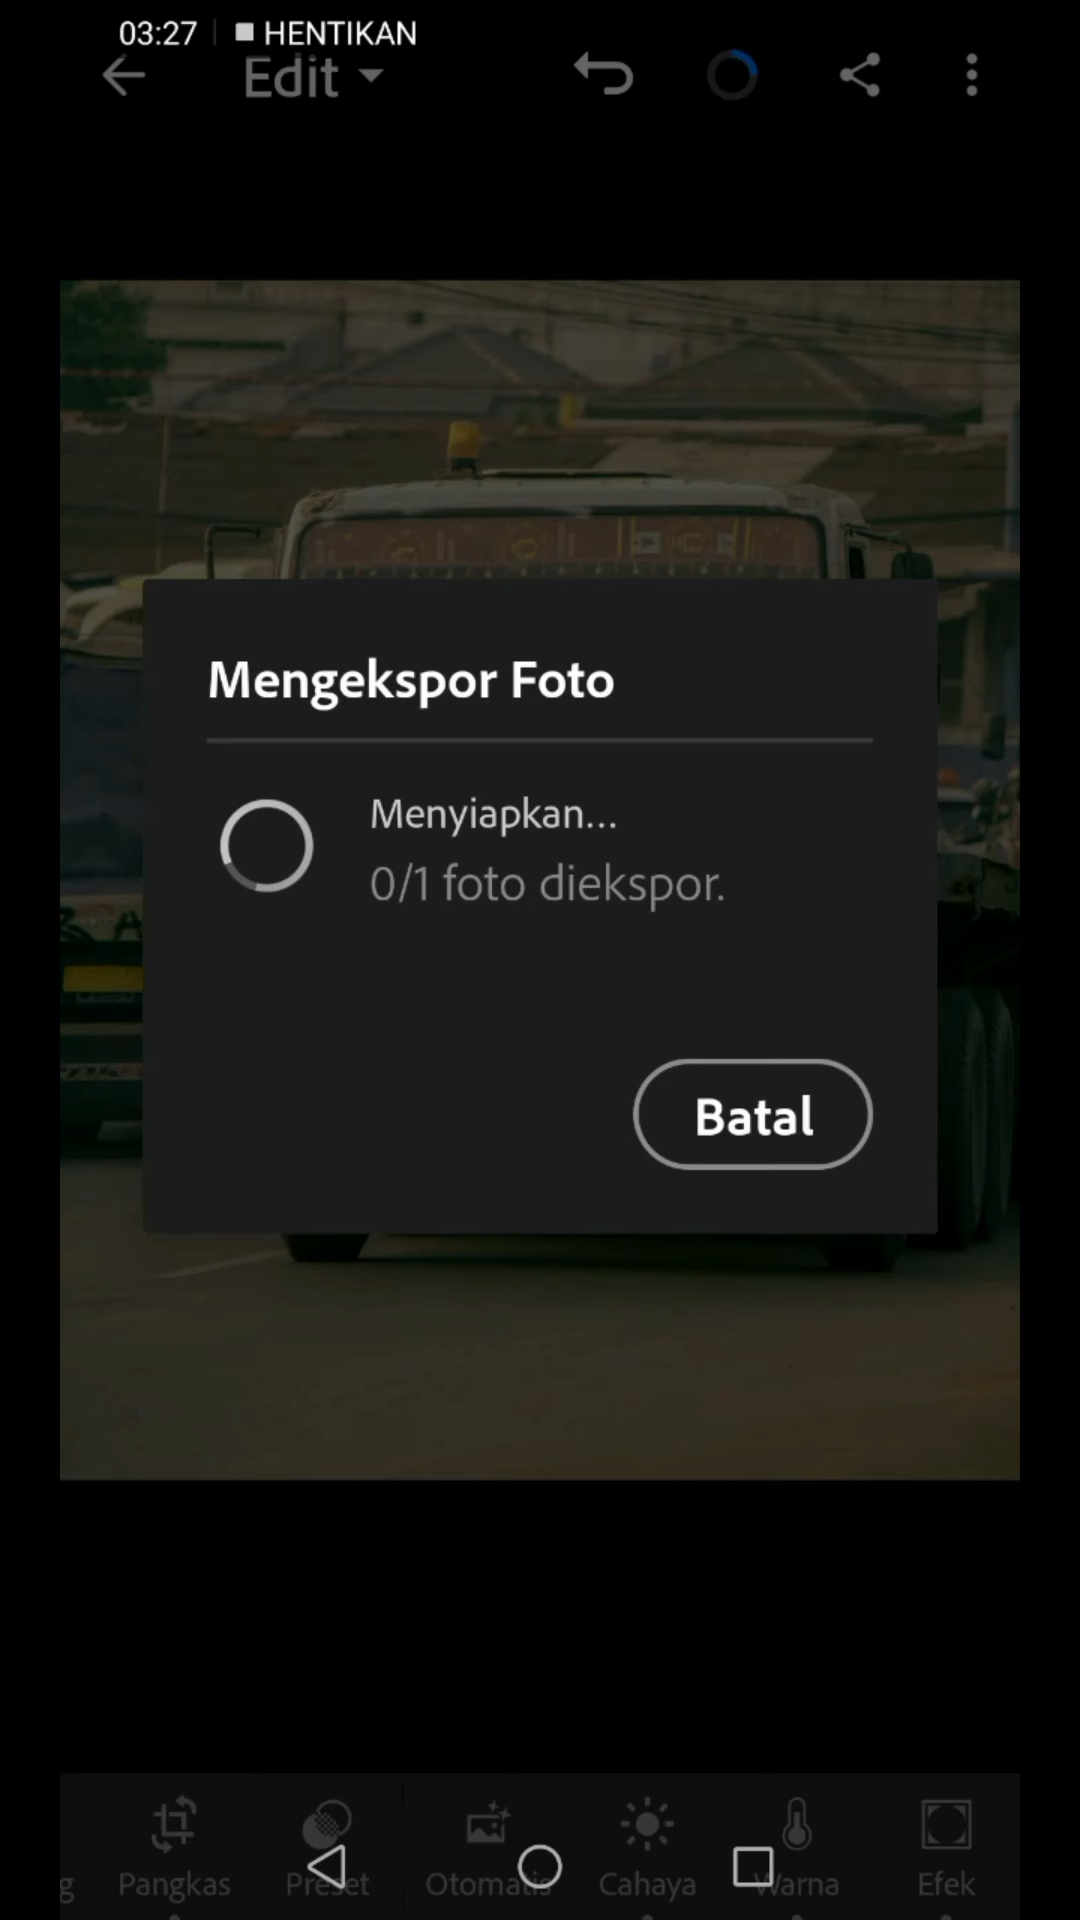 03:27 HENTIKAN
Edit
Mengekspor Foto
Menyiapkan...
0/1 foto diekspor.
Batal
g Pangkas Preset Otomatis Cahaya Warna Efek